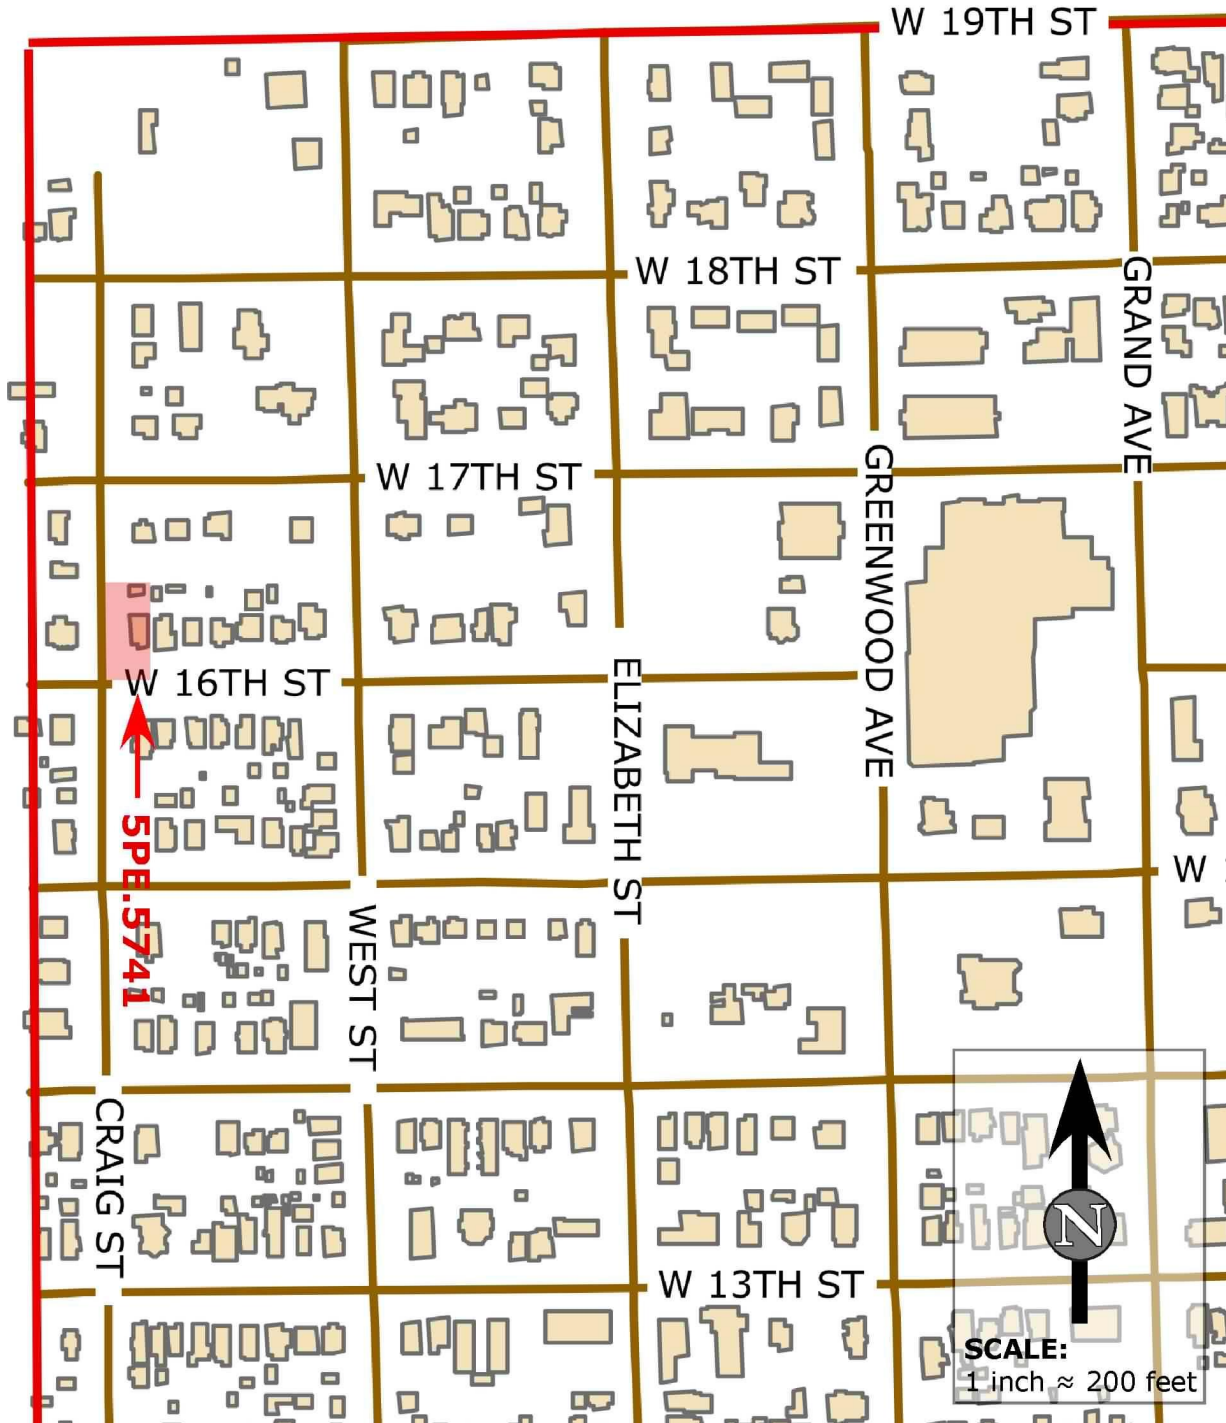 W 19TH ST
W 18TH ST
GRAND AVE
W 17TH ST
GREENWOOD AVE
W 16TH ST
ELIZABETH ST
5PE.5741
W
WEST ST
CRAIG ST
N
W 13TH ST
SCALE:
1 inch ≈ 200 feet